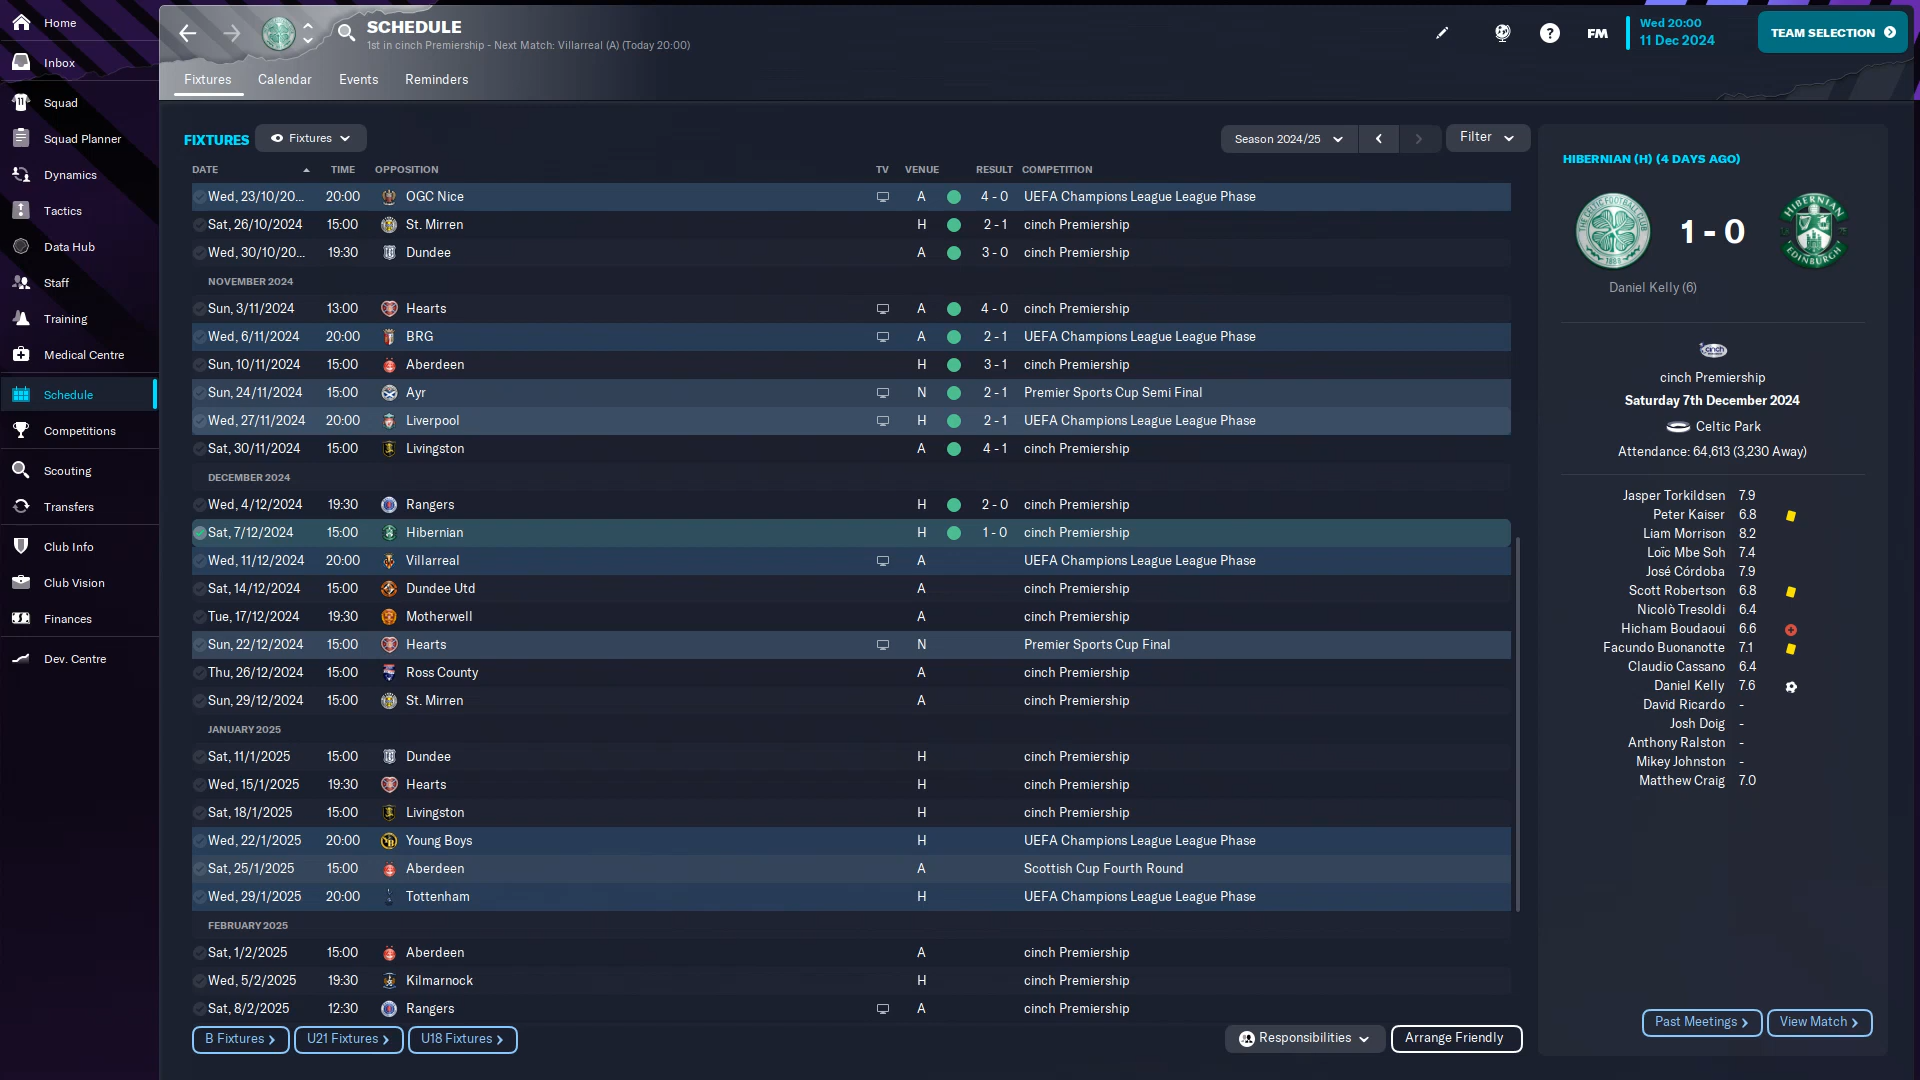 Home
Inbox
Squad
Squad Planner
Dynamics
Tactics
Data Hub
Staff
Training
Medical Centre
Schedule
Competitions
Scouting
Transfers
Club Info
Club Vision
Finances
Dev. Centre
SCHEDULE
1st in cinch Premiership - Next Match: Villarreal (A) (Today 20:00)
FM
Wed 20:00
11 Dec 2024
TEAM SELECTION
Fixtures Calendar Events Reminders
FIXTURES Fixtures Season 2024/25 Filter
DATE TIME OPPOSITION TV VENUE RESULT COMPETITION
Wed, 23/10/20... 20:00 OGC Nice A 4 - 0 UEFA Champions League League Phase
Sat, 26/10/2024 15:00 St. Mirren H 2 - 1 cinch Premiership
Wed, 30/10/20... 19:30 Dundee A 3 - 0 cinch Premiership
NOVEMBER 2024
Sun, 3/11/2024 13:00 Hearts A 4 - 0 cinch Premiership
Wed, 6/11/2024 20:00 BRG A 2 - 1 UEFA Champions League League Phase
Sun, 10/11/2024 15:00 Aberdeen H 3 - 1 cinch Premiership
Sun, 24/11/2024 15:00 Ayr N 2 - 1 Premier Sports Cup Semi Final
Wed, 27/11/2024 20:00 Liverpool H 2 - 1 UEFA Champions League League Phase
Sat, 30/11/2024 15:00 Livingston A 4 - 1 cinch Premiership
DECEMBER 2024
Wed, 4/12/2024 19:30 Rangers H 2 - 0 cinch Premiership
Sat, 7/12/2024 15:00 Hibernian H 1 - 0 cinch Premiership
Wed, 11/12/2024 20:00 Villarreal A UEFA Champions League League Phase
Sat, 14/12/2024 15:00 Dundee Utd A cinch Premiership
Tue, 17/12/2024 19:30 Motherwell A cinch Premiership
Sun, 22/12/2024 15:00 Hearts N Premier Sports Cup Final
Thu, 26/12/2024 15:00 Ross County A cinch Premiership
Sun, 29/12/2024 15:00 St. Mirren A cinch Premiership
JANUARY 2025
Sat, 11/1/2025 15:00 Dundee H cinch Premiership
Wed, 15/1/2025 19:30 Hearts H cinch Premiership
Sat, 18/1/2025 15:00 Livingston H cinch Premiership
Wed, 22/1/2025 20:00 Young Boys H UEFA Champions League League Phase
Sat, 25/1/2025 15:00 Aberdeen A Scottish Cup Fourth Round
Wed, 29/1/2025 20:00 Tottenham H UEFA Champions League League Phase
FEBRUARY 2025
Sat, 1/2/2025 15:00 Aberdeen A cinch Premiership
Wed, 5/2/2025 19:30 Kilmarnock H cinch Premiership
Sat, 8/2/2025 12:30 Rangers A cinch Premiership
B Fixtures U21 Fixtures U18 Fixtures Responsibilities Arrange Friendly
HIBERNIAN (H) (4 DAYS AGO)
THE CELTIC FOOTBALL CLUB
1888
1 - 0
HIBERNIAN
EDINBURGH
Daniel Kelly (6)
cinch
cinch Premiership
Saturday 7th December 2024
Celtic Park
Attendance: 64,613 (3,230 Away)
Jasper Torkildsen 7.9
Peter Kaiser 6.8
Liam Morrison 8.2
Loïc Mbe Soh 7.4
José Córdoba 7.9
Scott Robertson 6.8
Nicolò Tresoldi 6.4
Hicham Boudaoui 6.6
Facundo Buonanotte 7.1
Claudio Cassano 6.4
Daniel Kelly 7.6
David Ricardo -
Josh Doig -
Anthony Ralston -
Mikey Johnston -
Matthew Craig 7.0
Past Meetings View Match